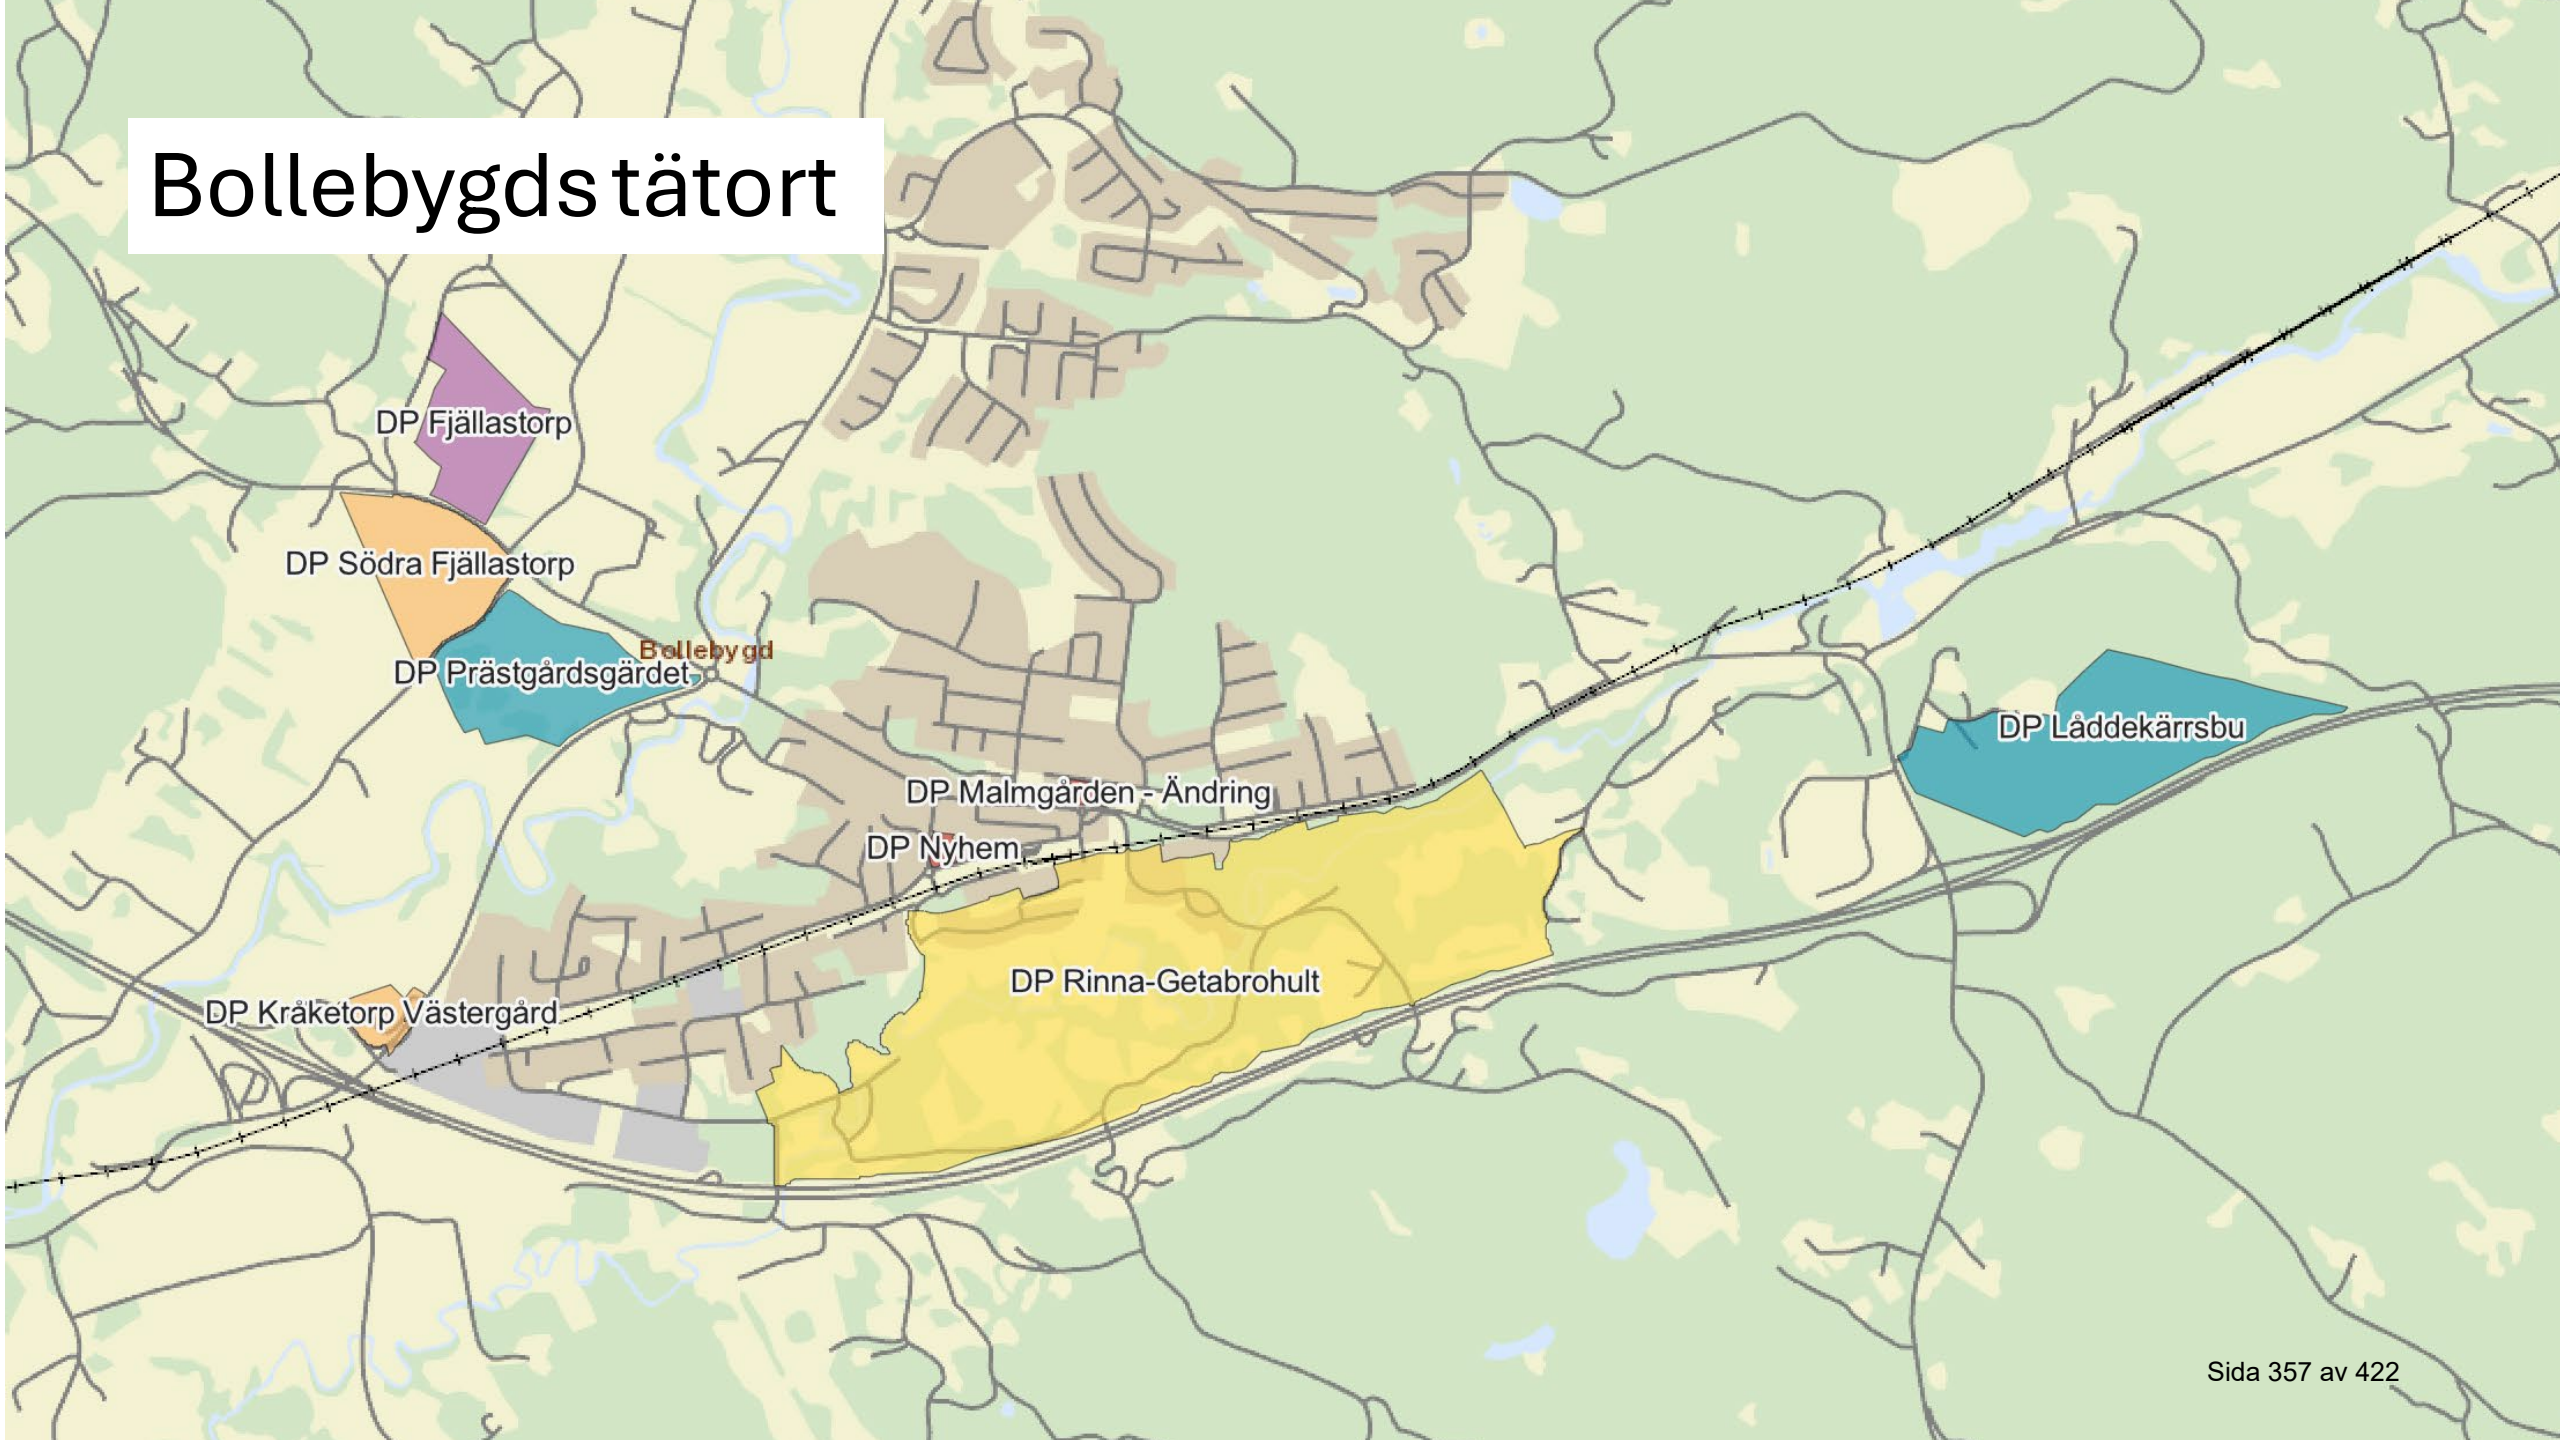 Bollebygds tätort
DP Fjällastorp
DP Södra Fjällastorp
Bollebygd
DP Prästgårdsgärdet
DP Låddekärrsbu
DP Malmgården - Ändring
DP Nyhem
DP Rinna-Getabrohult
DP Kråketorp Västergård
Sida 357 av 422